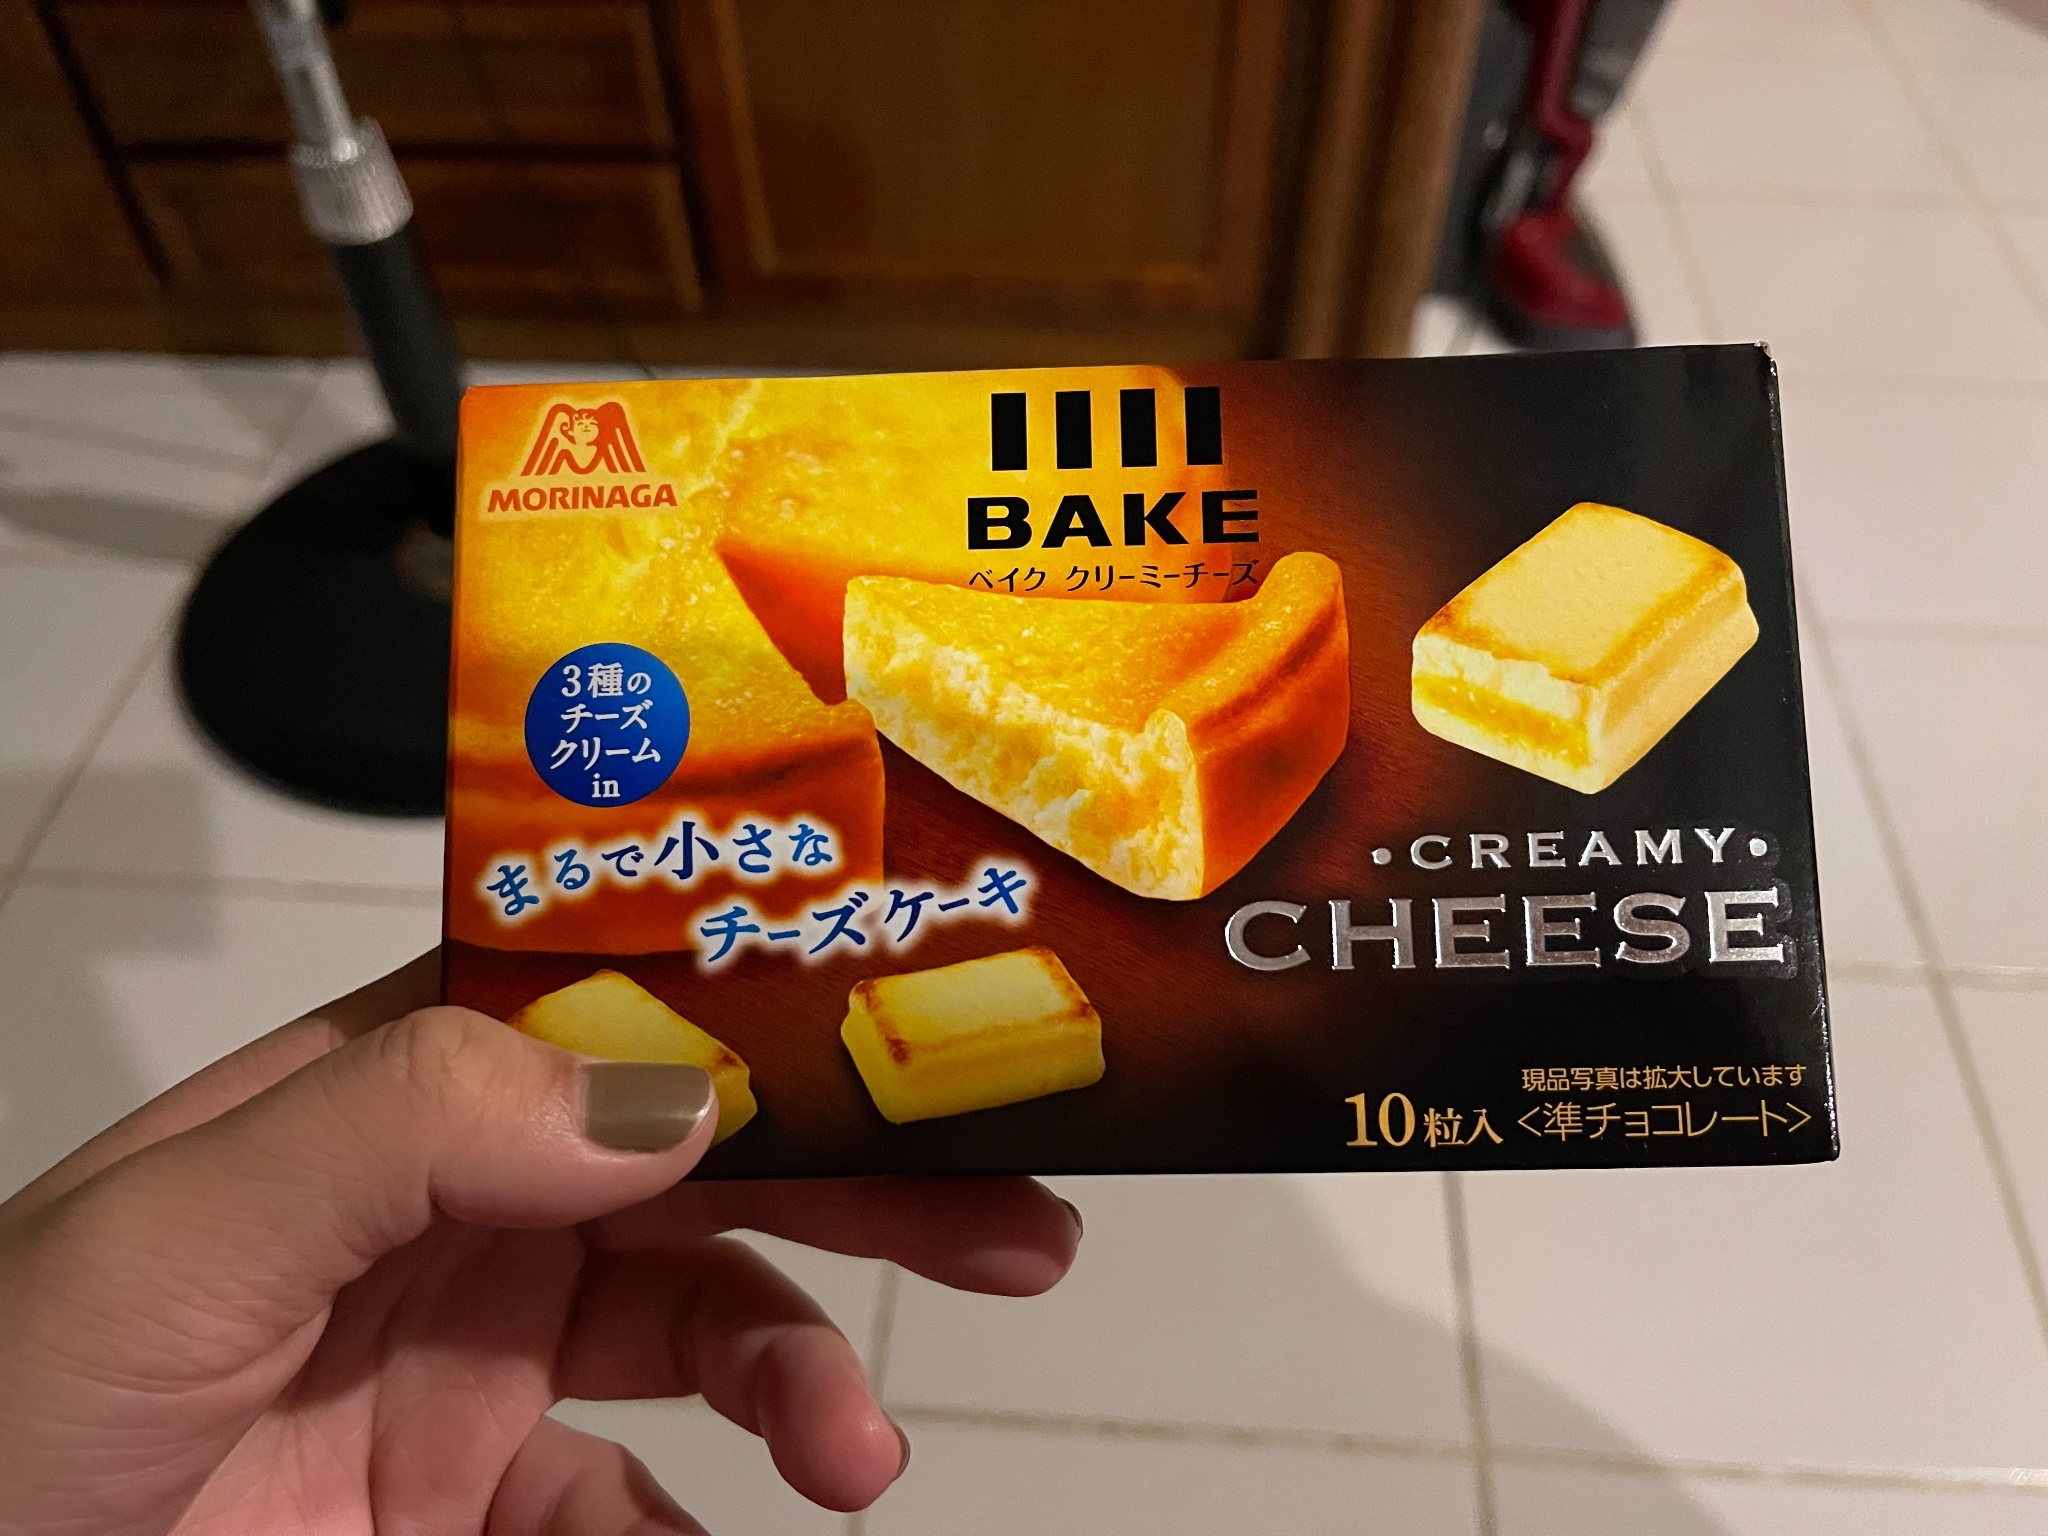 MORINAGA
BAKE
ベイク クリーミーチーズ
3種の
チーズ
クリーム
in
まるで小さな
チーズケーキ
・CREAMY・
CHEESE
現品写真は拡大しています
10粒入 <準チョコレート>